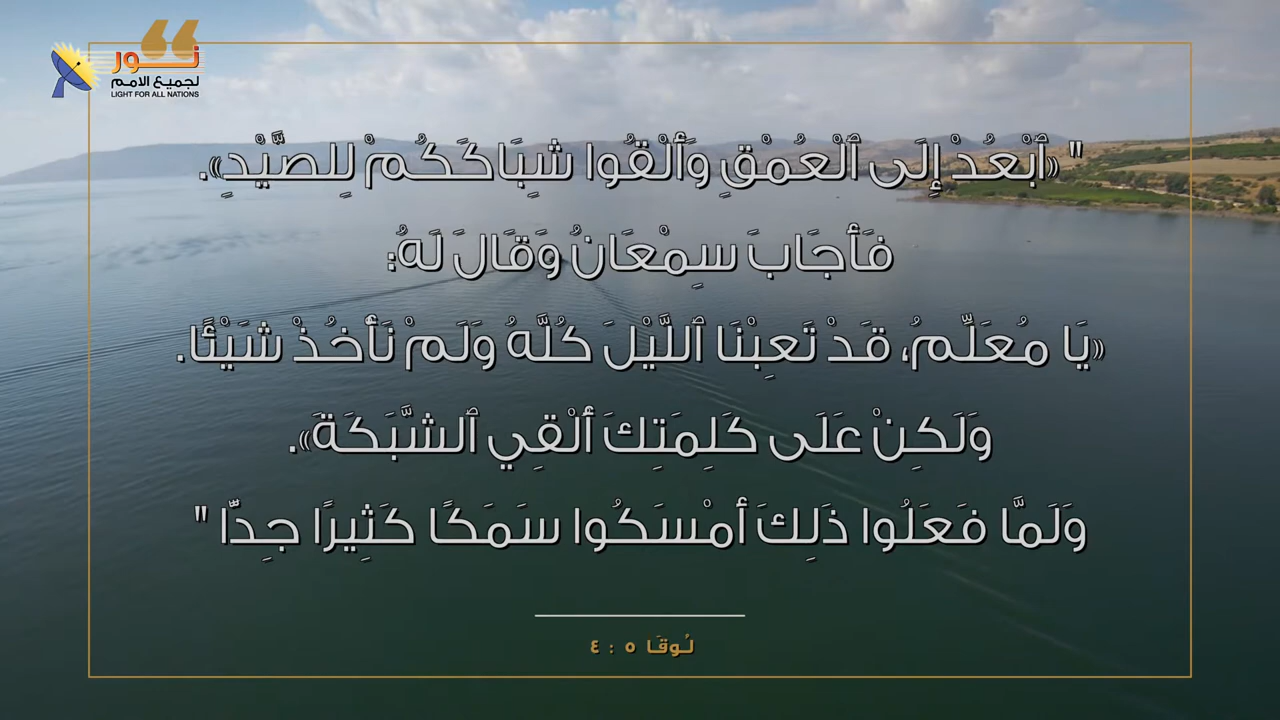 نور
لجميع الامم
LIGHT FOR ALL NATIONS
" «ٱبْعُدْ إِلَى ٱلْعُمْقِ وَأَلْقُوا شِبَاكَكُمْ لِلصَّيْدِ».
فَأَجَابَ سِمْعَانُ وَقَالَ لَهُ:
«يَا مُعَلِّمُ، قَدْ تَعِبْنَا ٱللَّيْلَ كُلَّهُ وَلَمْ نَأْخُذْ شَيْئًا.
وَلَكِنْ عَلَى كَلِمَتِكَ أُلْقِي ٱلشَّبَكَةَ».
وَلَمَّا فَعَلُوا ذَلِكَ أَمْسَكُوا سَمَكًا كَثِيرًا جِدًّا "
لُوقَا ٥ : ٤